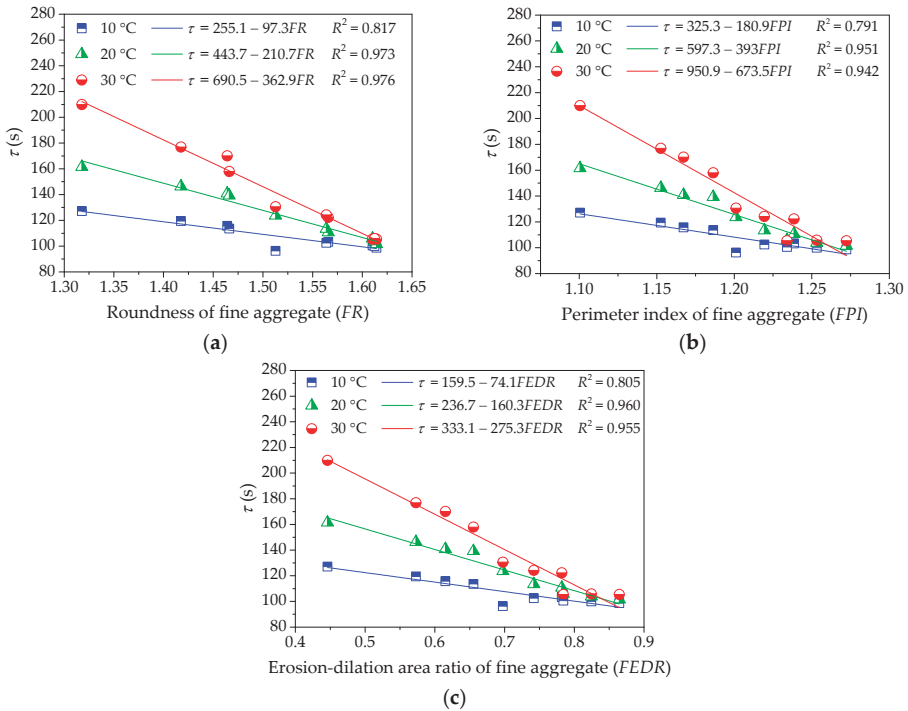 280
260
240
220
200
180
160
140
120
100
80
τ (s)
10 °C τ = 255.1 – 97.3FR R² = 0.817
20 °C τ = 443.7 – 210.7FR R² = 0.973
30 °C τ = 690.5 – 362.9FR R² = 0.976
1.30 1.35 1.40 1.45 1.50 1.55 1.60 1.65
Roundness of fine aggregate (FR)
(a)
280
260
240
220
200
180
160
140
120
100
80
τ (s)
10 °C τ = 325.3 – 180.9FPI R² = 0.791
20 °C τ = 597.3 – 393FPI R² = 0.951
30 °C τ = 950.9 – 673.5FPI R² = 0.942
1.10 1.15 1.20 1.25 1.30
Perimeter index of fine aggregate (FPI)
(b)
280
260
240
220
200
180
160
140
120
100
80
τ (s)
10 °C τ = 159.5 – 74.1FEDR R² = 0.805
20 °C τ = 236.7 – 160.3FEDR R² = 0.960
30 °C τ = 333.1 – 275.3FEDR R² = 0.955
0.4 0.5 0.6 0.7 0.8 0.9
Erosion-dilation area ratio of fine aggregate (FEDR)
(c)